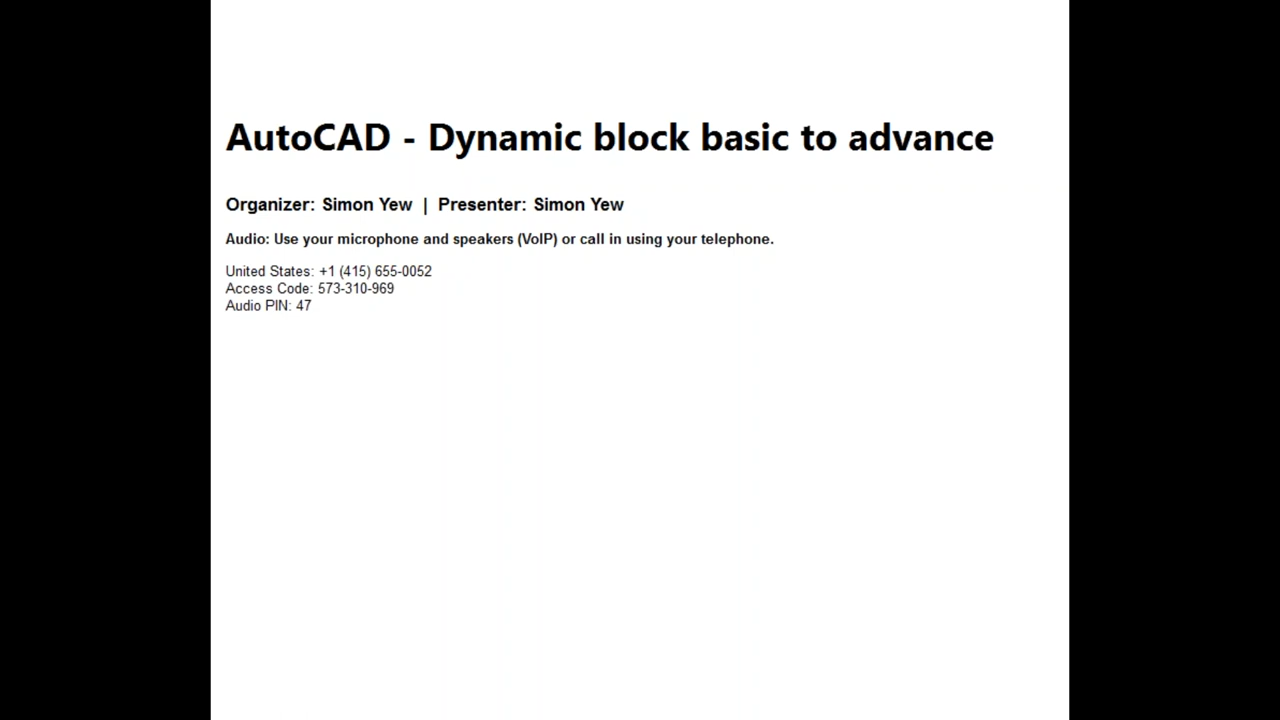 AutoCAD - Dynamic block basic to advance
Organizer: Simon Yew | Presenter: Simon Yew
Audio: Use your microphone and speakers (VoIP) or call in using your telephone.
United States: +1 (415) 655-0052
Access Code: 573-310-969
Audio PIN: 47